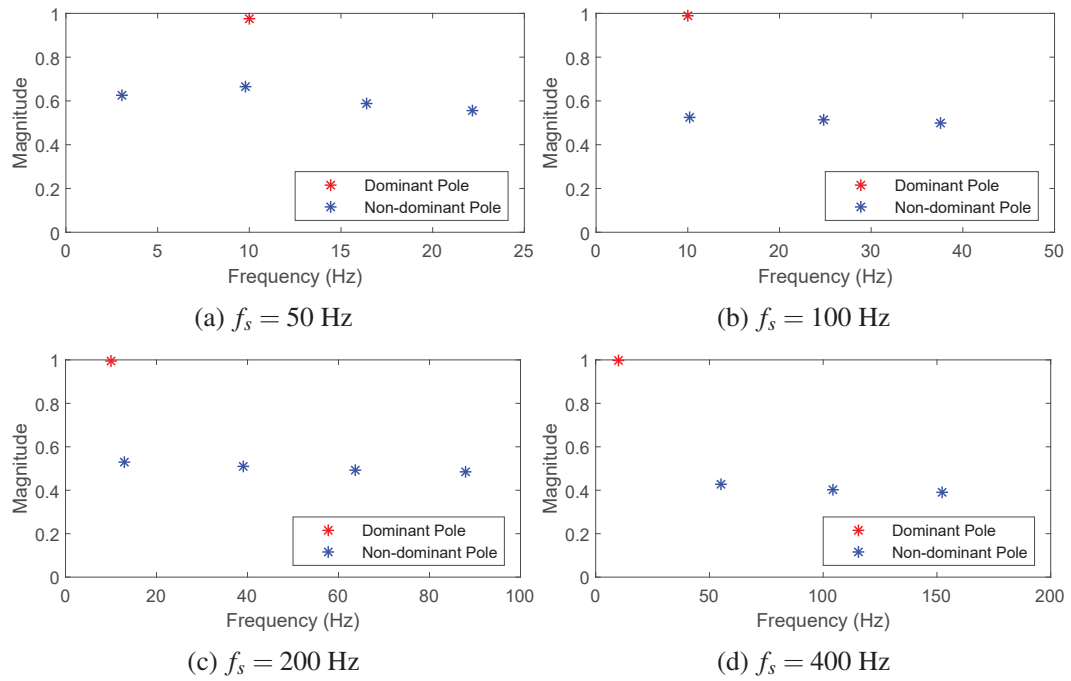 1
0.8
0.6
0.4
0.2
0
Magnitude
Dominant Pole
Non-dominant Pole
0 5 10 15 20 25
Frequency (Hz)
(a) fs = 50 Hz
1
0.8
0.6
0.4
0.2
0
Magnitude
Dominant Pole
Non-dominant Pole
0 10 20 30 40 50
Frequency (Hz)
(b) fs = 100 Hz
1
0.8
0.6
0.4
0.2
0
Magnitude
Dominant Pole
Non-dominant Pole
0 20 40 60 80 100
Frequency (Hz)
(c) fs = 200 Hz
1
0.8
0.6
0.4
0.2
0
Magnitude
Dominant Pole
Non-dominant Pole
0 50 100 150 200
Frequency (Hz)
(d) fs = 400 Hz